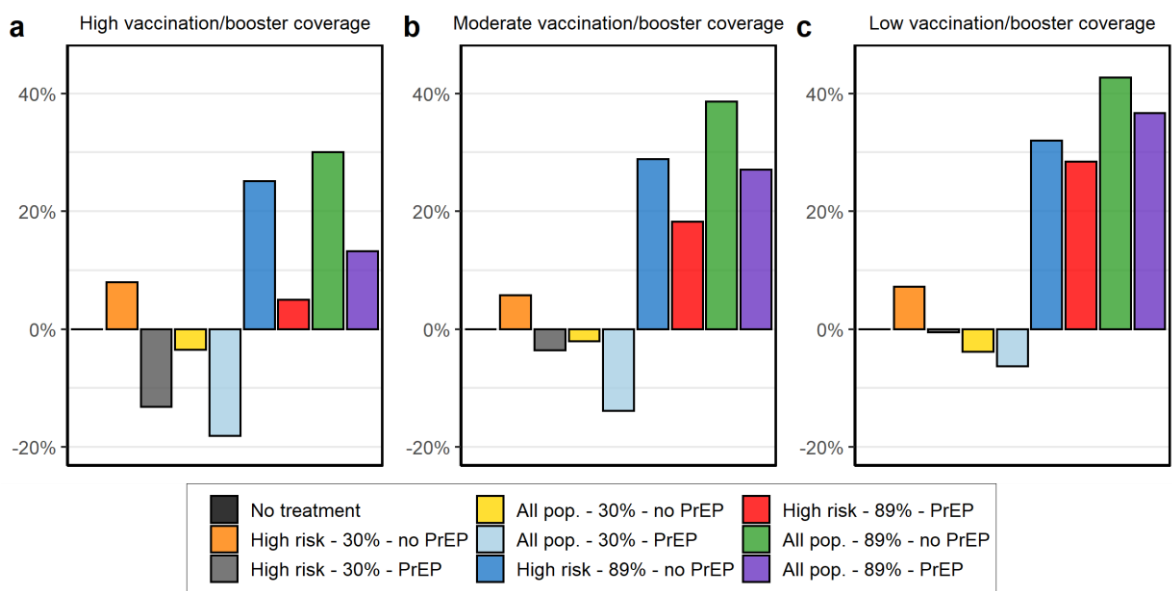 a High vaccination/booster coverage
b Moderate vaccination/booster coverage
c Low vaccination/booster coverage
40%
20%
0%
-20%
40%
20%
0%
-20%
40%
20%
0%
-20%
No treatment
High risk - 30% - no PrEP
High risk - 30% - PrEP
All pop. - 30% - no PrEP
All pop. - 30% - PrEP
High risk - 89% - no PrEP
High risk - 89% - PrEP
All pop. - 89% - no PrEP
All pop. - 89% - PrEP